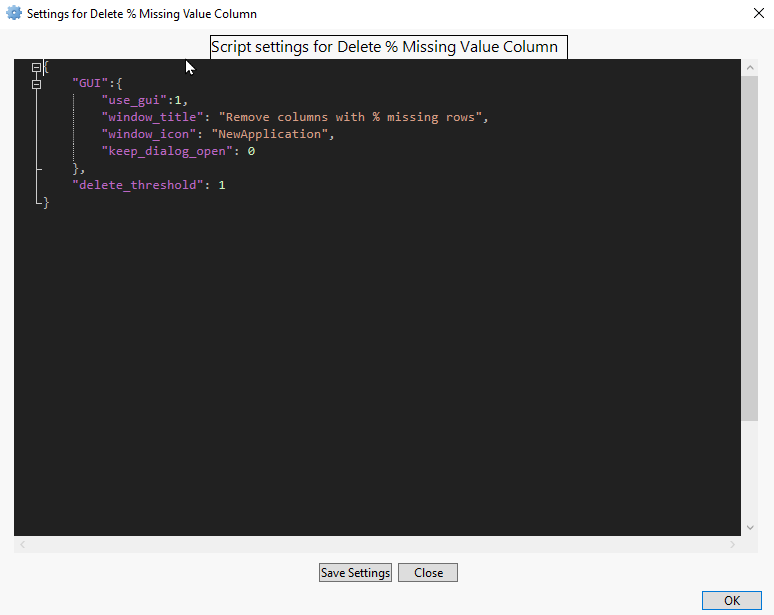 Settings for Delete % Missing Value Column
Script settings for Delete % Missing Value Column
{
"GUI":{
"use_gui":1,
"window_title": "Remove columns with % missing rows",
"window_icon": "NewApplication",
"keep_dialog_open": 0
},
"delete_threshold": 1
}
Save Settings Close
OK